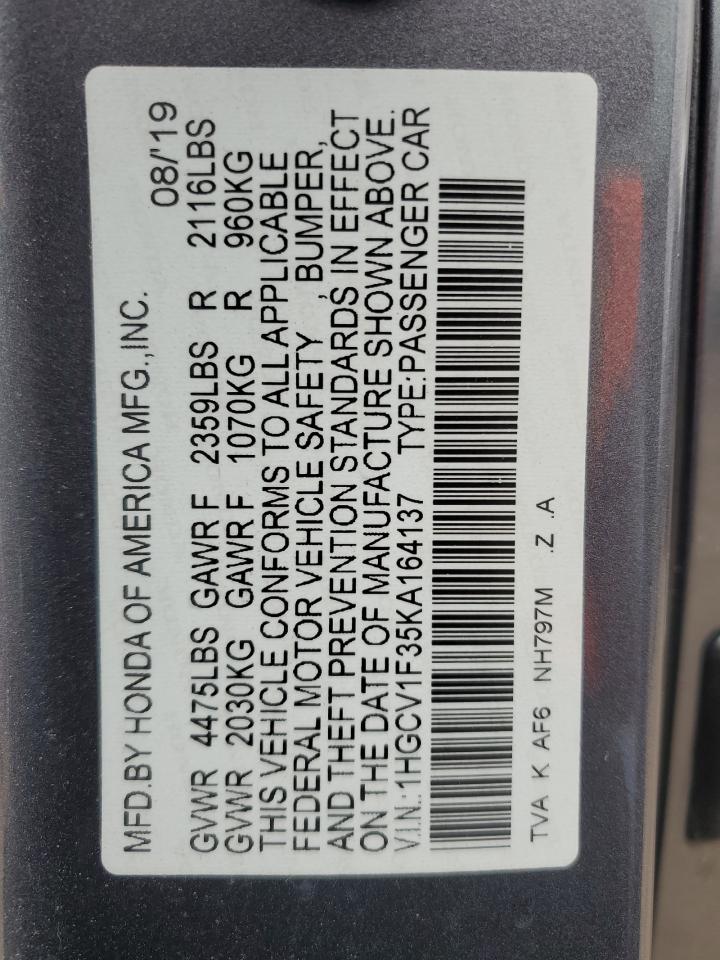 MFD.BY HONDA OF AMERICA MFG.,INC.
08/'19
GVWR 4475LBS GAWR F 2359LBS R 2116LBS
GVWR 2030KG GAWR F 1070KG R 960KG
THIS VEHICLE CONFORMS TO ALL APPLICABLE
FEDERAL MOTOR VEHICLE SAFETY , BUMPER,
AND THEFT PREVENTION STANDARDS IN EFFECT
ON THE DATE OF MANUFACTURE SHOWN ABOVE.
V.I.N.:1HGCV1F35KA164137 TYPE:PASSENGER CAR
TVA K AF6 NH797M .Z .A